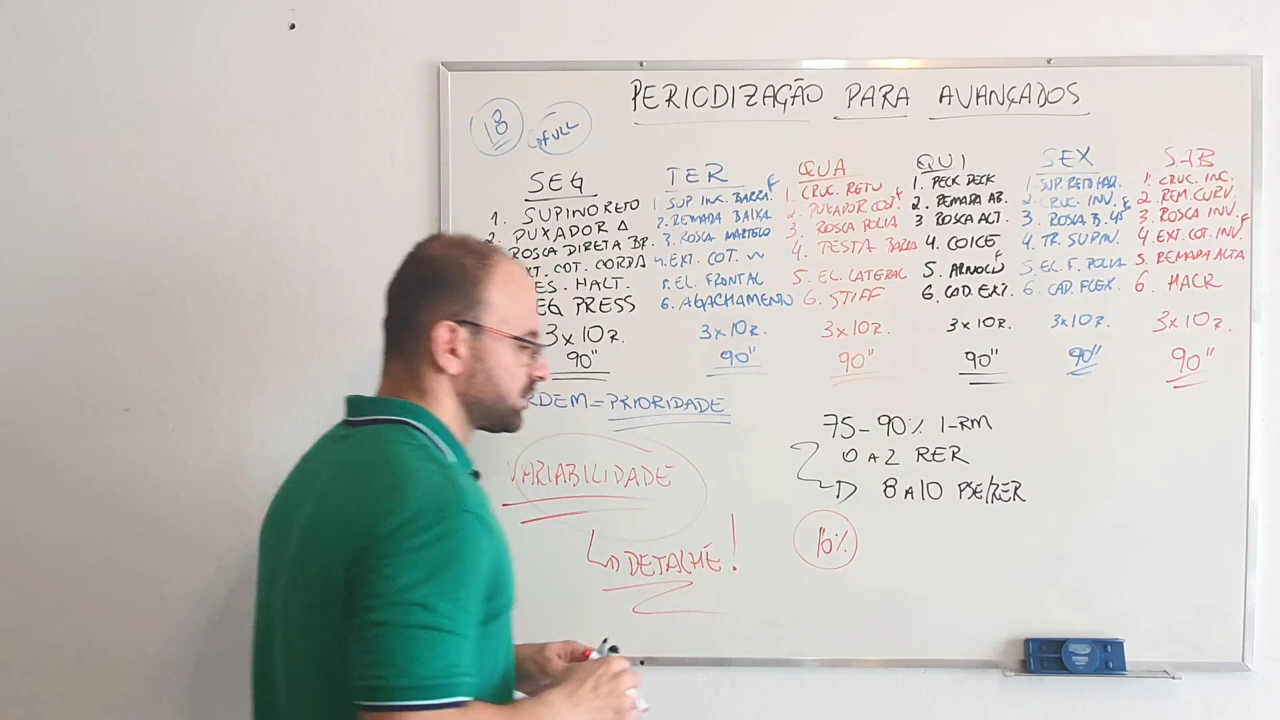 PERIODIZAÇÃO PARA AVANÇADOS
18
FULL
SEG
1. SUPINO RETO
2. PUXADOR Δ
ROSCA DIRETA BP.
XT. COT. CORDA
ES. HALT.
EG PRESS
3x10R.
90"
TER
1. SUP INC. BARRA F
2. REMADA BAIXA
3. ROSCA MARTELO
4. EXT. COT. W
5. EL. FRONTAL
6. AGACHAMENTO
3x10R.
90"
QUA
1. CRUC. RETO
2. PUXADOR COST F
3. ROSCA POLIA
4. TESTA BARRA
5. EL. LATERAL
6. STIFF
3x10R.
90"
QUI
1. PECK DECK
2. REMADA AB.
3. ROSCA ALT.
4. COICE
5. ARNOLD F
6. CAD. EXT.
3x10R.
90"
SEX
1. SUP. RETO HAL.
2. CRUC. INV. F
3. ROSCA B. 45°
4. TR. SUPIN.
5. EL. F. POLIA
6. CAD. FLEX.
3x10R.
90"
SAB
1. CRUC. INC.
2. REM. CURV.
3. ROSCA INV. F
4. EXT. COT. INV.
5. REMADA ALTA
6. HACK
3x10R.
90"
RDEM = PRIORIDADE
VARIABILIDADE
DETALHE!
75-90% 1-RM
0 A 2 RER
8 A 10 PSE/RER
16%